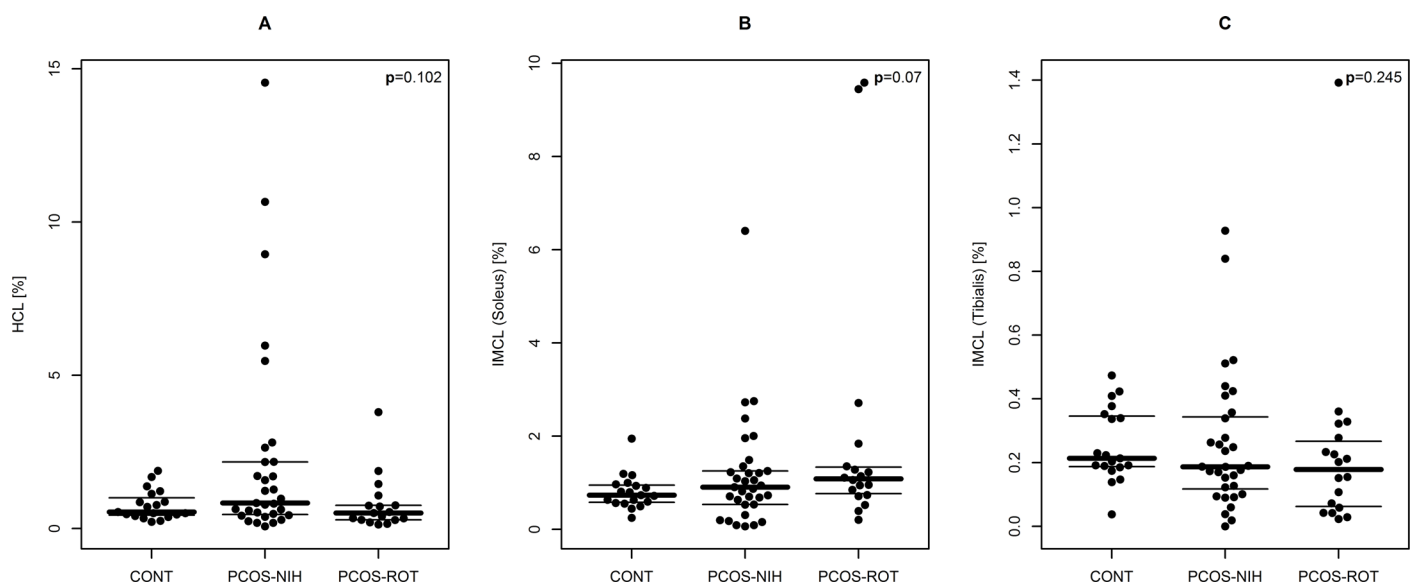 A
p=0.102
HCL [%]
15
10
5
0
CONT
PCOS-NIH
PCOS-ROT
B
p=0.07
IMCL (Soleus) [%]
10
8
6
4
2
0
CONT
PCOS-NIH
PCOS-ROT
C
p=0.245
IMCL (Tibialis) [%]
1.4
1.2
1.0
0.8
0.6
0.4
0.2
0.0
CONT
PCOS-NIH
PCOS-ROT